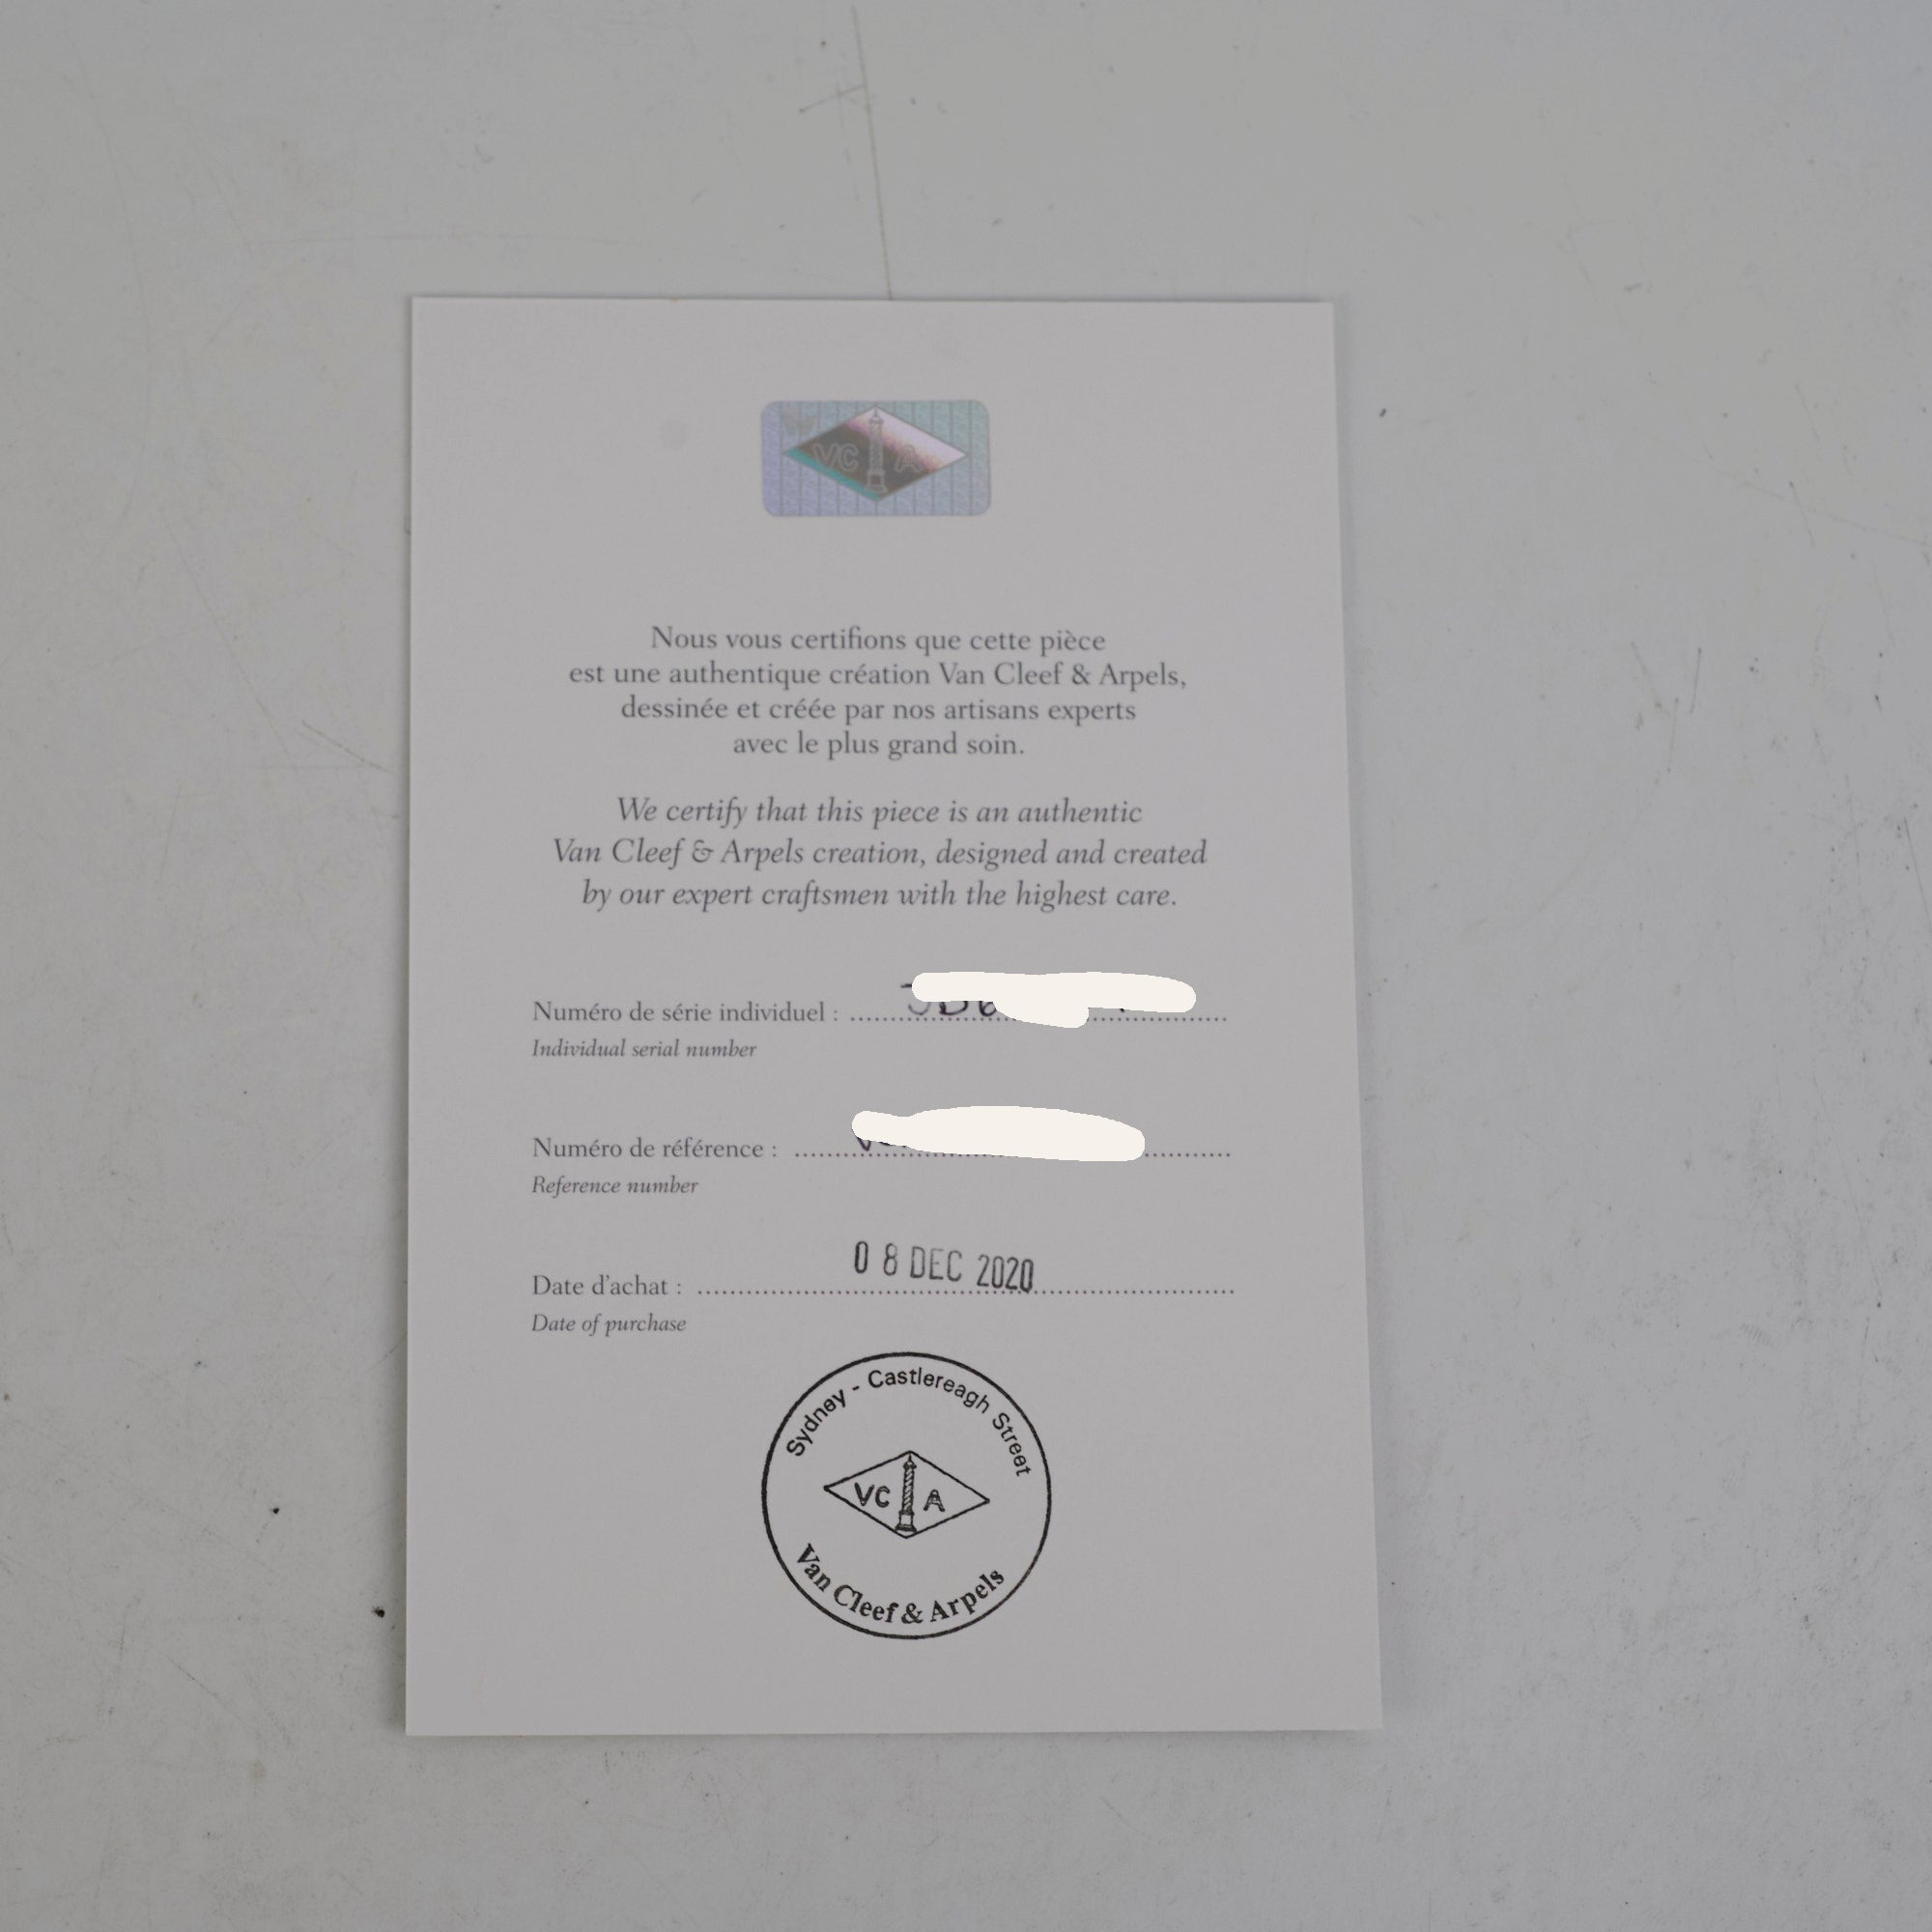 VC A
Nous vous certifions que cette pièce
est une authentique création Van Cleef & Arpels,
dessinée et créée par nos artisans experts
avec le plus grand soin.
We certify that this piece is an authentic
Van Cleef & Arpels creation, designed and created
by our expert craftsmen with the highest care.
Numéro de série individuel :
Individual serial number
Numéro de référence :
Reference number
Date d'achat : 08 DEC 2020
Date of purchase
Sydney - Castlereagh Street
VC A
Van Cleef & Arpels